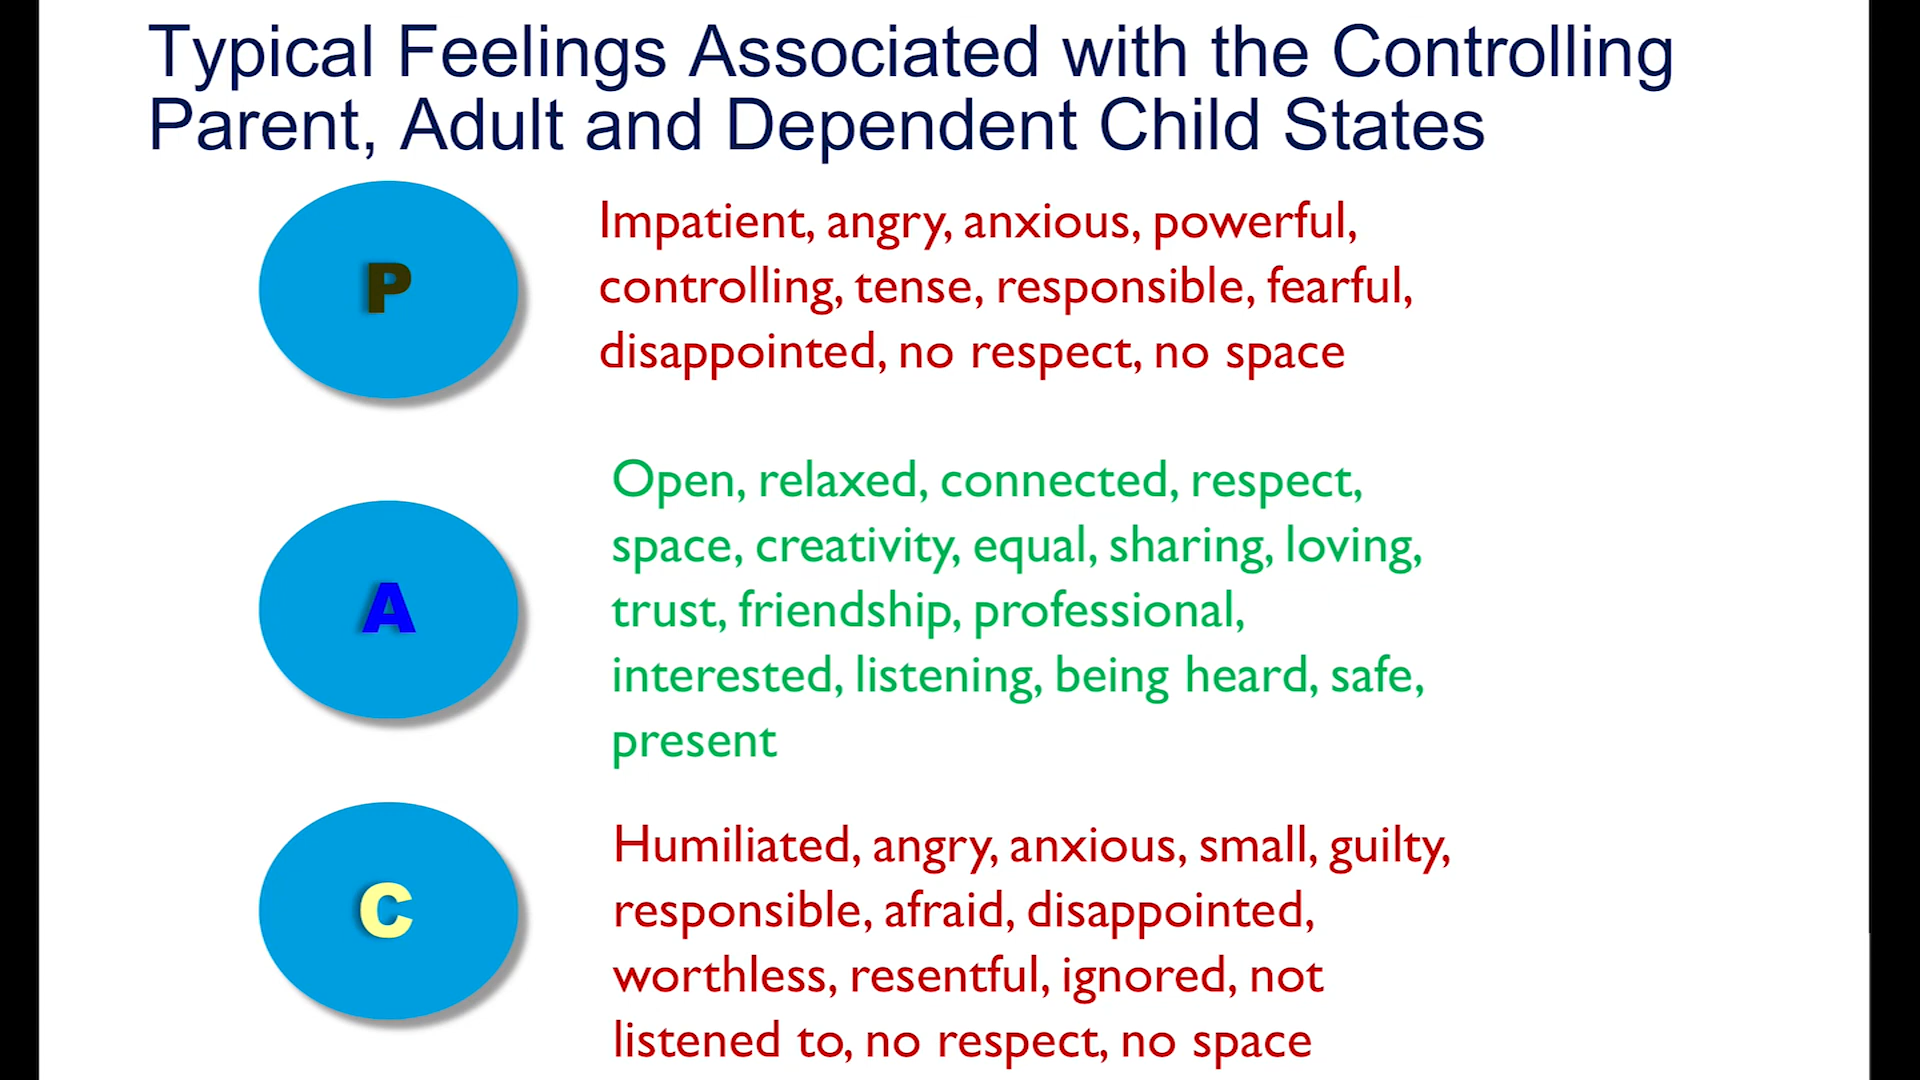 Typical Feelings Associated with the Controlling
Parent, Adult and Dependent Child States
P
Impatient, angry, anxious, powerful,
controlling, tense, responsible, fearful,
disappointed, no respect, no space
A
Open, relaxed, connected, respect,
space, creativity, equal, sharing, loving,
trust, friendship, professional,
interested, listening, being heard, safe,
present
C
Humiliated, angry, anxious, small, guilty,
responsible, afraid, disappointed,
worthless, resentful, ignored, not
listened to, no respect, no space